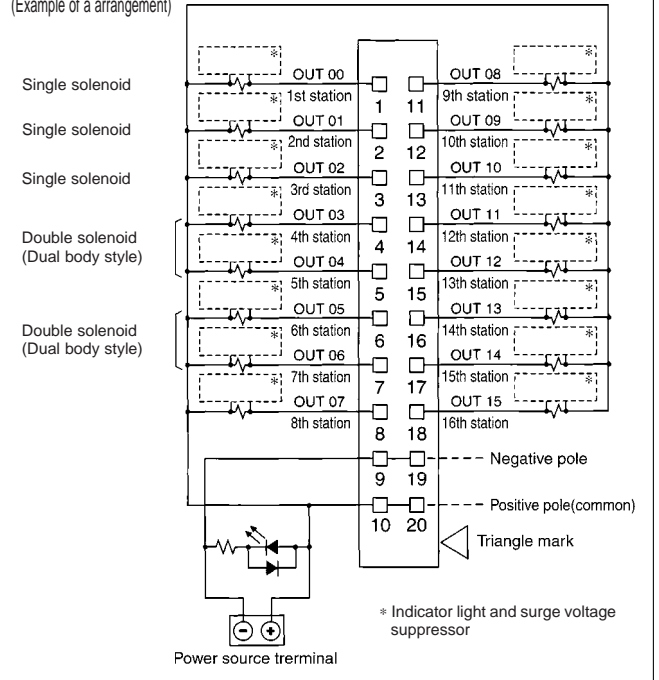 (Example of a arrangement)
* OUT 00 OUT 08 *
Single solenoid 1st station 1 11 9th station
* OUT 01 OUT 09 *
Single solenoid 2nd station 2 12 10th station
* OUT 02 OUT 10 *
Single solenoid 3rd station 3 13 11th station
* OUT 03 OUT 11 *
4th station 4 14 12th station
Double solenoid
(Dual body style)
* OUT 04 OUT 12 *
5th station 5 15 13th station
* OUT 05 OUT 13 *
6th station 6 16 14th station
Double solenoid
(Dual body style)
* OUT 06 OUT 14 *
7th station 7 17 15th station
* OUT 07 OUT 15 *
8th station 8 18 16th station
Negative pole
9 19
Positive pole(common)
10 20
Triangle mark
* Indicator light and surge voltage
suppressor
− +
Power source trerminal